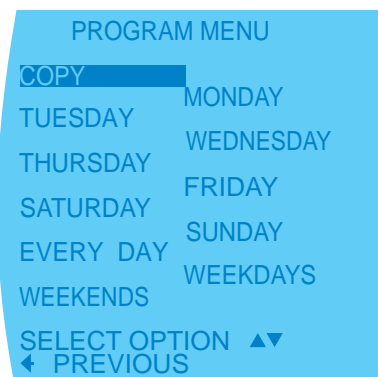 PROGRAM MENU
COPY
MONDAY
TUESDAY
WEDNESDAY
THURSDAY
FRIDAY
SATURDAY
SUNDAY
EVERY DAY
WEEKDAYS
WEEKENDS
SELECT OPTION ▲▼
PREVIOUS